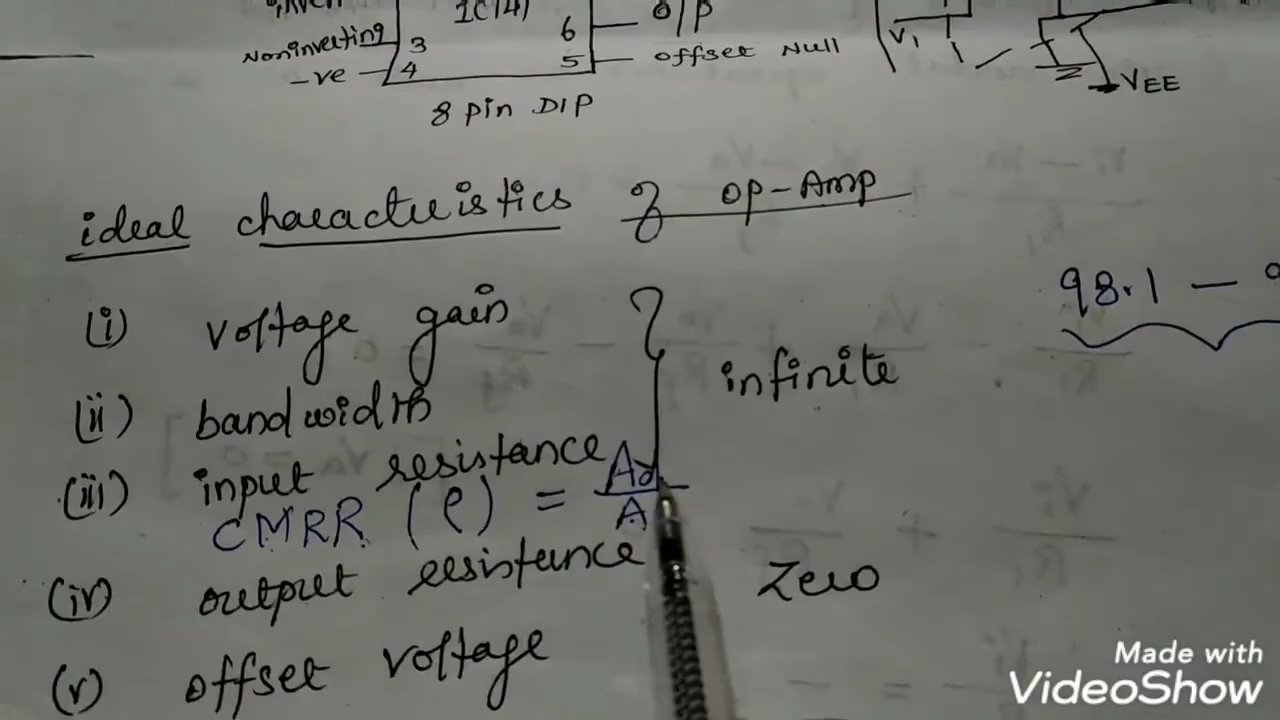 IC 741
6 O/P
Noninverting 3
5 offset Null
-ve 4
V1
VEE
8 pin DIP
ideal characteristics of op-Amp
(i) voltage gain
infinite
98.1 —
(ii) bandwidth
(iii) input resistance
CMRR (ρ) = Ad
A
(iv) output resistance
Zero
(v) offset voltage
Made with
VideoShow